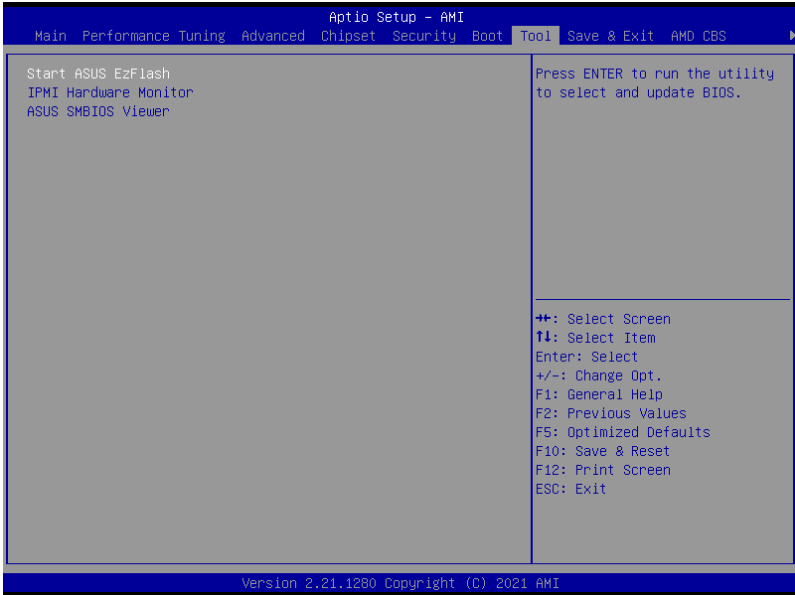 Aptio Setup – AMI
Main Performance Tuning Advanced Chipset Security Boot Tool Save & Exit AMD CBS
Start ASUS EzFlash
IPMI Hardware Monitor
ASUS SMBIOS Viewer
Press ENTER to run the utility
to select and update BIOS.
→←: Select Screen
↑↓: Select Item
Enter: Select
+/-: Change Opt.
F1: General Help
F2: Previous Values
F5: Optimized Defaults
F10: Save & Reset
F12: Print Screen
ESC: Exit
Version 2.21.1280 Copyright (C) 2021 AMI